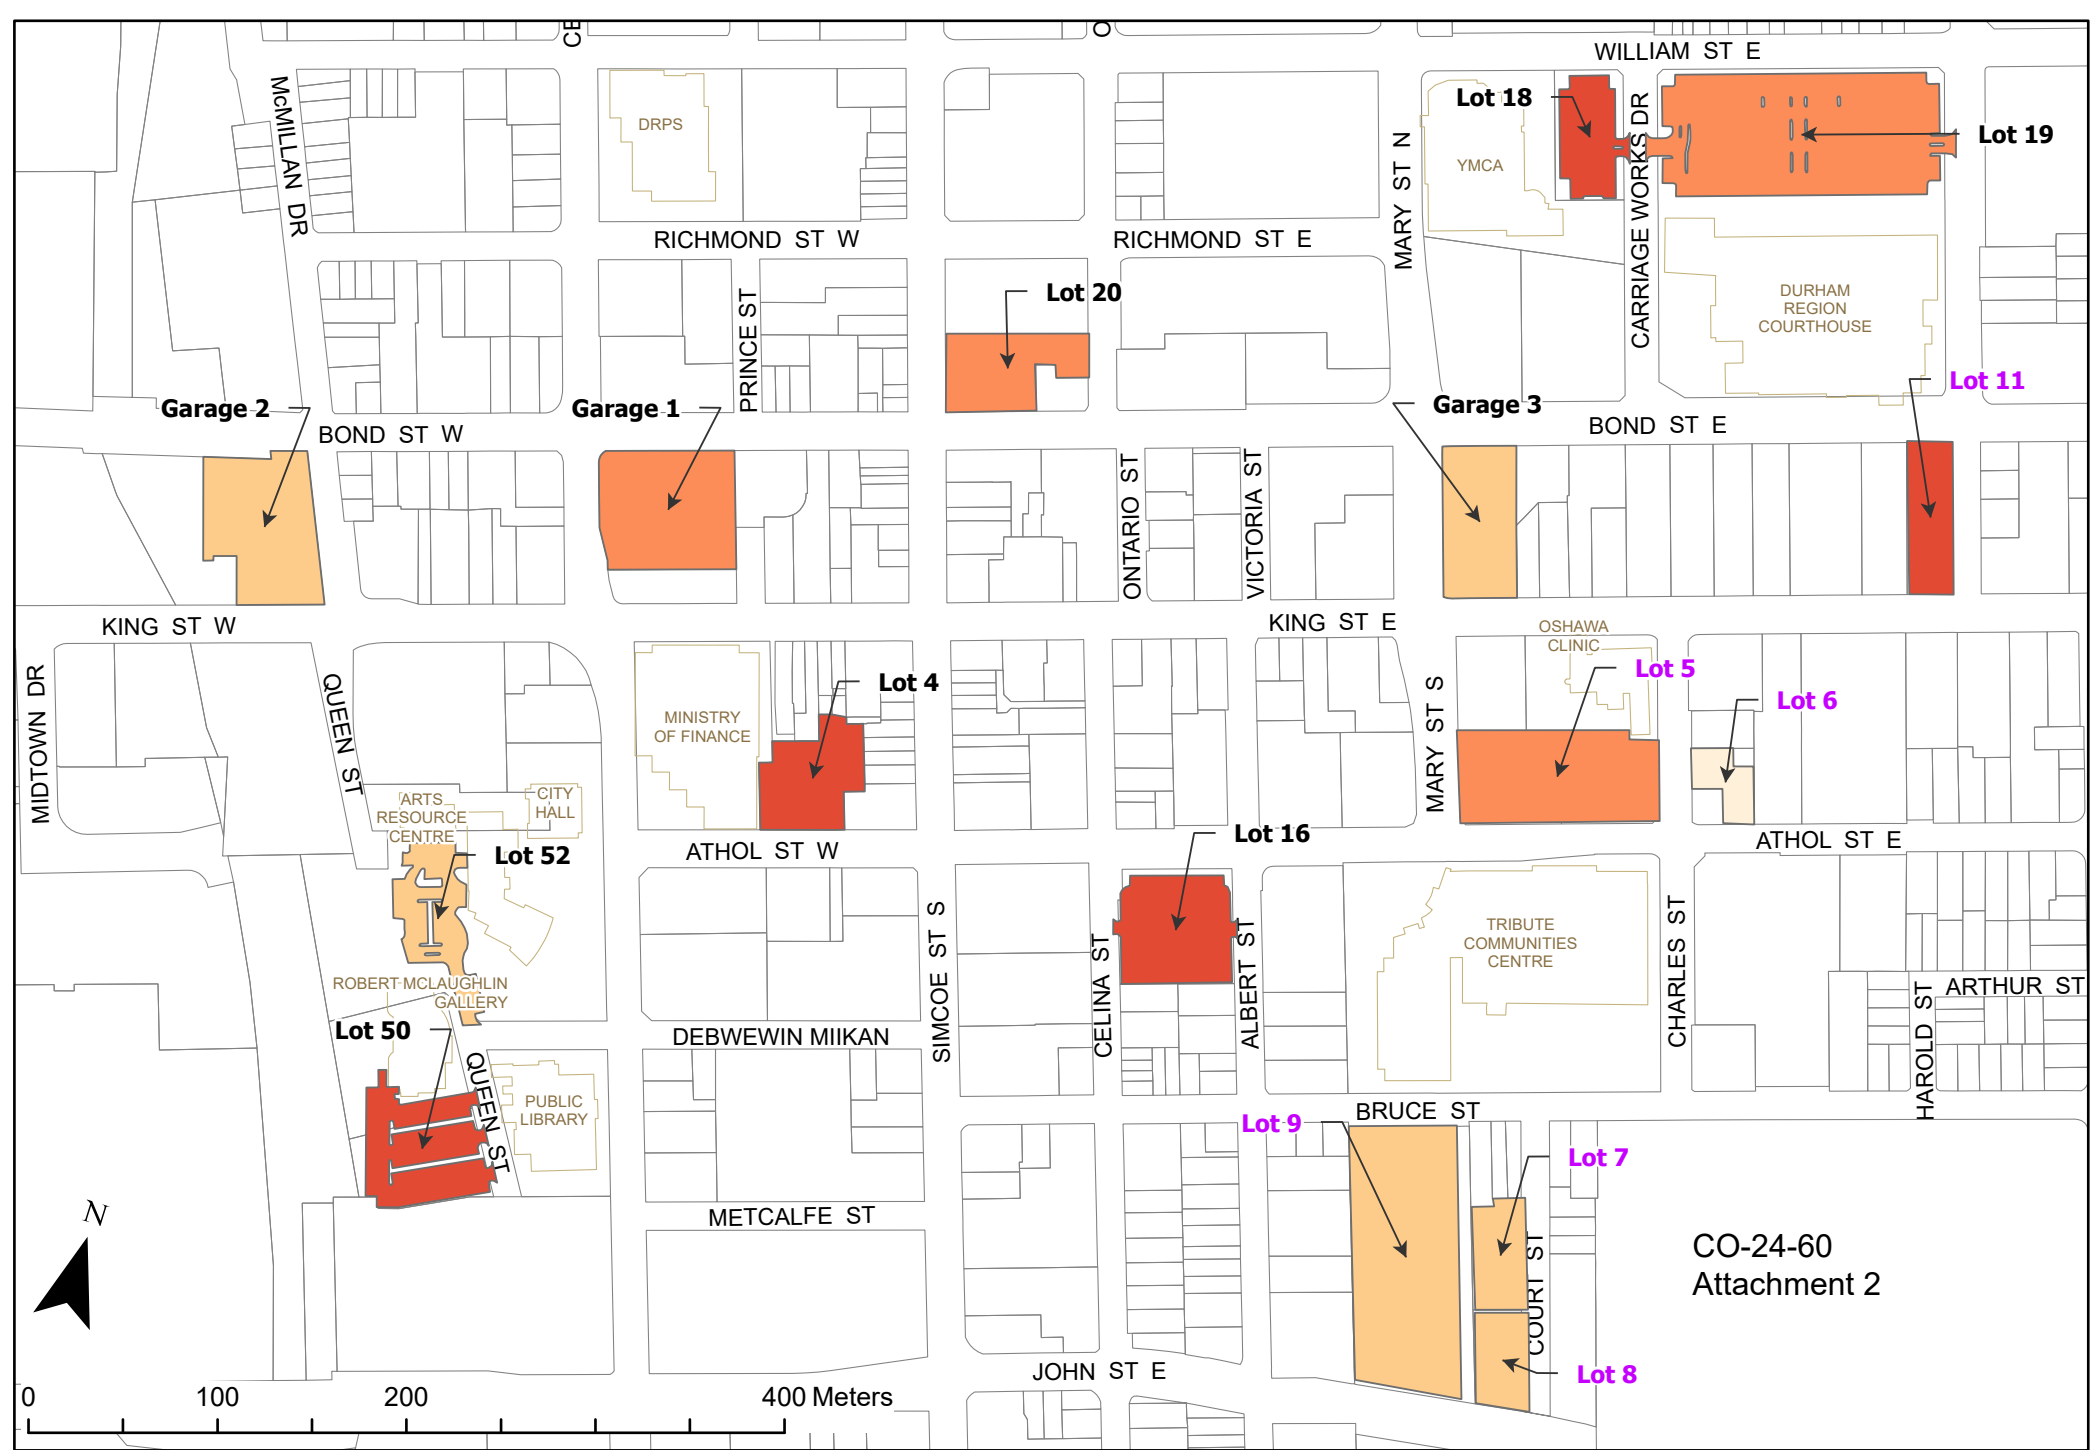 CE
O
WILLIAM ST E
McMILLAN DR
DRPS
Lot 18
Lot 19
YMCA
MARY ST N
CARRIAGE WORKS DR
RICHMOND ST W
RICHMOND ST E
PRINCE ST
Lot 20
DURHAM
REGION
COURTHOUSE
Lot 11
Garage 2
Garage 1
Garage 3
BOND ST W
BOND ST E
ONTARIO ST
VICTORIA ST
KING ST W
KING ST E
OSHAWA
CLINIC
MIDTOWN DR
QUEEN ST
Lot 4
Lot 5
Lot 6
MINISTRY
OF FINANCE
MARY ST S
ARTS
RESOURCE
CENTRE
CITY
HALL
Lot 52
ATHOL ST W
Lot 16
ATHOL ST E
SIMCOE ST S
CELINA ST
ALBERT ST
TRIBUTE
COMMUNITIES
CENTRE
CHARLES ST
HAROLD ST
ARTHUR ST
ROBERT MCLAUGHLIN
GALLERY
Lot 50
DEBWEWIN MIIKAN
QUEEN ST
PUBLIC
LIBRARY
BRUCE ST
Lot 9
Lot 7
COURT ST
N
METCALFE ST
CO-24-60
Attachment 2
JOHN ST E
Lot 8
0 100 200 400 Meters